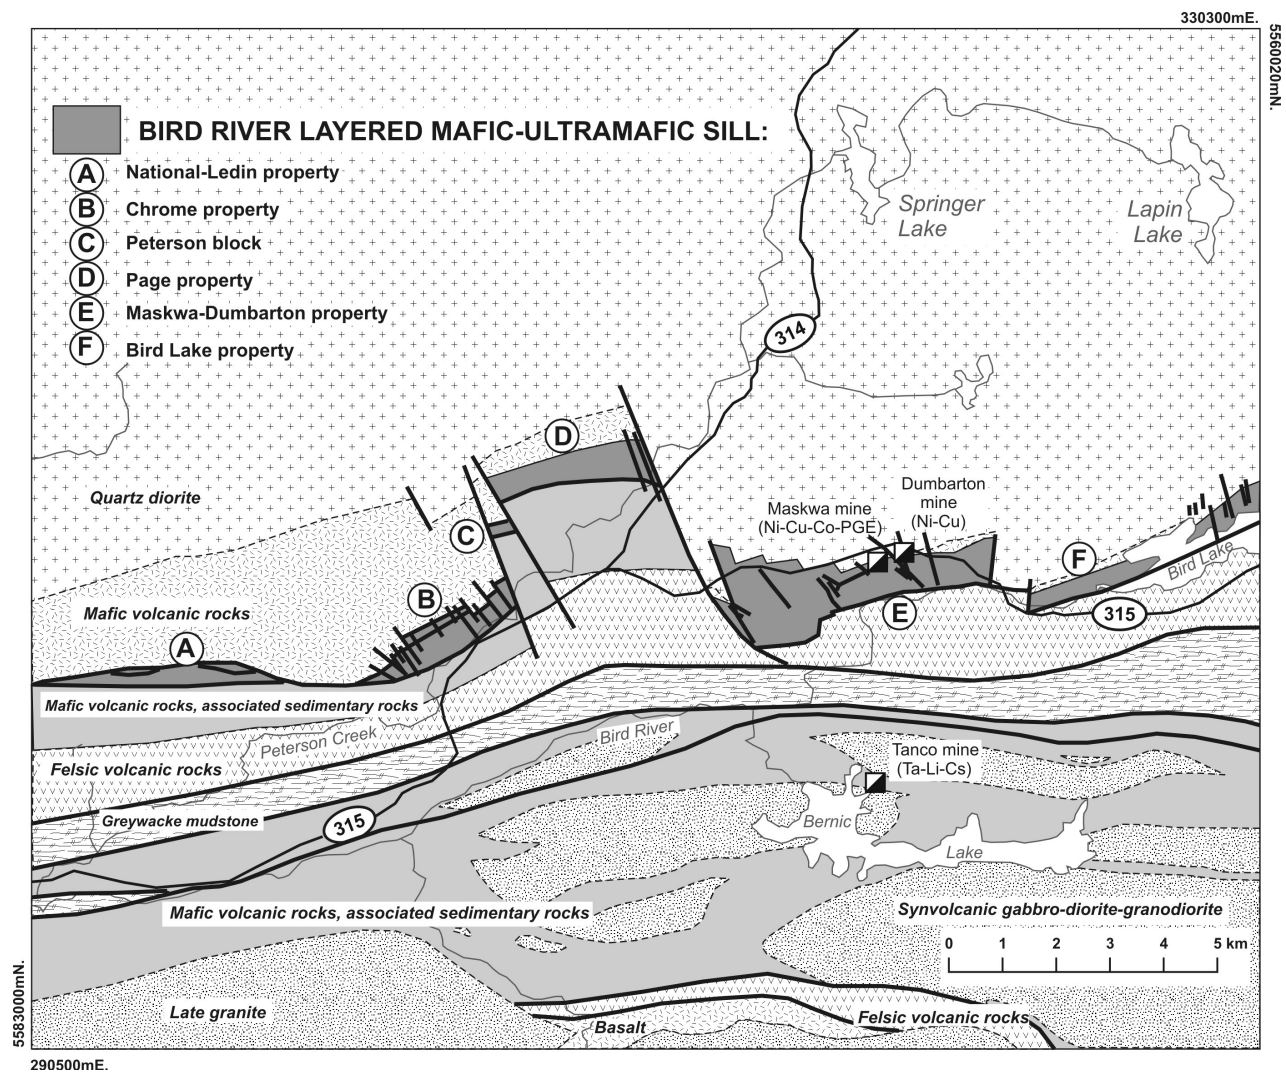 330300mE.
5560020mN.
BIRD RIVER LAYERED MAFIC-ULTRAMAFIC SILL:
A National-Ledin property
B Chrome property
C Peterson block
D Page property
E Maskwa-Dumbarton property
F Bird Lake property
Springer
Lake
Lapin
Lake
314
D
Quartz diorite
Dumbarton
mine
(Ni-Cu)
Maskwa mine
(Ni-Cu-Co-PGE)
C
F
Bird Lake
B
E
315
Mafic volcanic rocks
A
Mafic volcanic rocks, associated sedimentary rocks
Peterson Creek
Bird River
Felsic volcanic rocks
Tanco mine
(Ta-Li-Cs)
Greywacke mudstone
315
Bernic
Lake
Mafic volcanic rocks, associated sedimentary rocks
Synvolcanic gabbro-diorite-granodiorite
0 1 2 3 4 5 km
Late granite
Basalt
Felsic volcanic rocks
5583000mN.
290500mE.